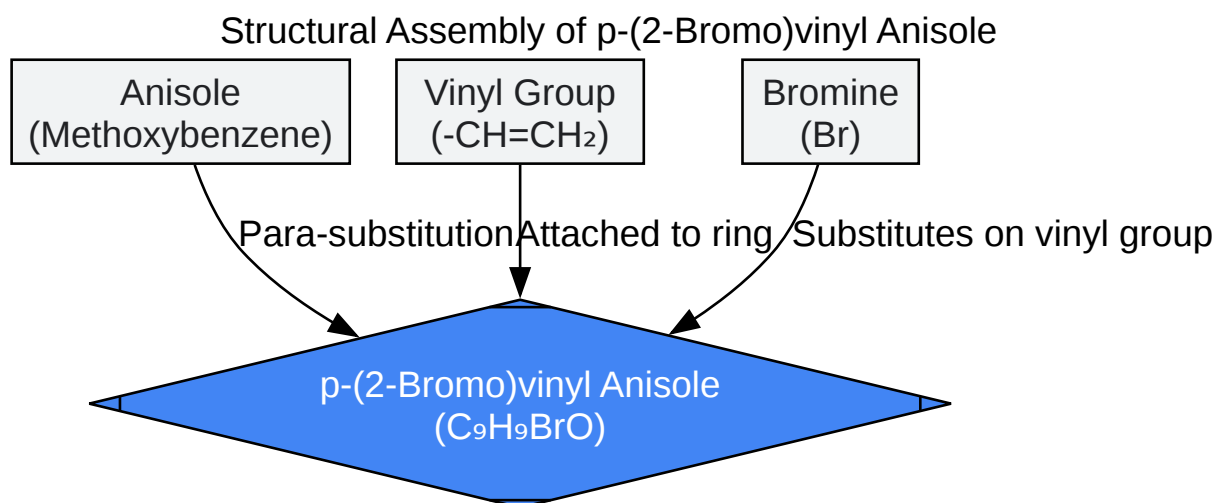 Structural Assembly of p-(2-Bromo)vinyl Anisole
Anisole
(Methoxybenzene)
Vinyl Group
(-CH=CH₂)
Bromine
(Br)
Para-substitution
Attached to ring
Substitutes on vinyl group
p-(2-Bromo)vinyl Anisole
(C₉H₉BrO)